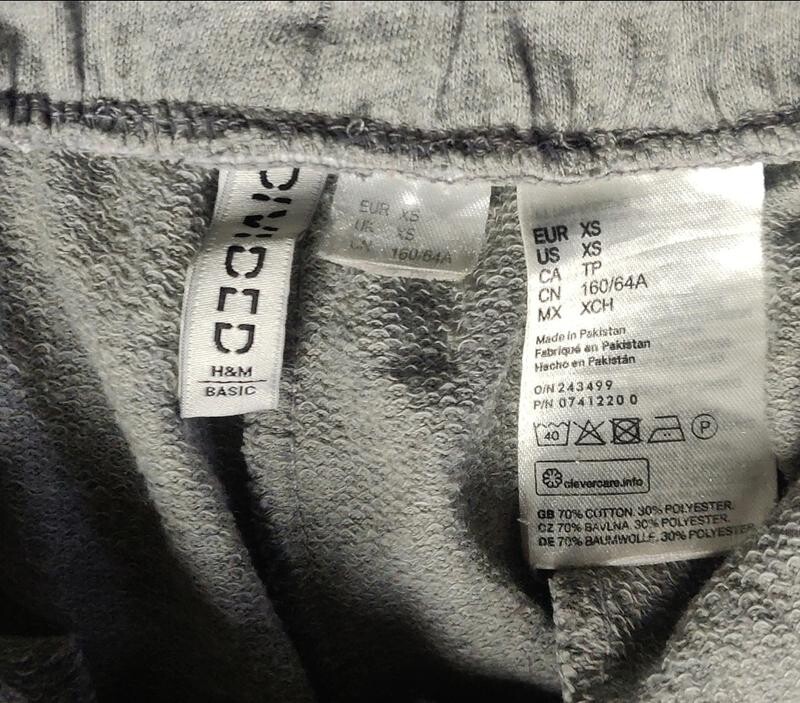 DIVIDED
H&M
BASIC
EUR XS
US XS
CN 160/64A
EUR XS
US XS
CA TP
CN 160/64A
MX XCH
Made in Pakistan
Fabriqué en Pakistan
Hecho en Pakistán
O/N 243499
P/N 0741220 0
40
P
clevercare.info
GB 70% COTTON. 30% POLYESTER.
CZ 70% BAVLNA. 30% POLYESTER.
DE 70% BAUMWOLLE. 30% POLYESTER